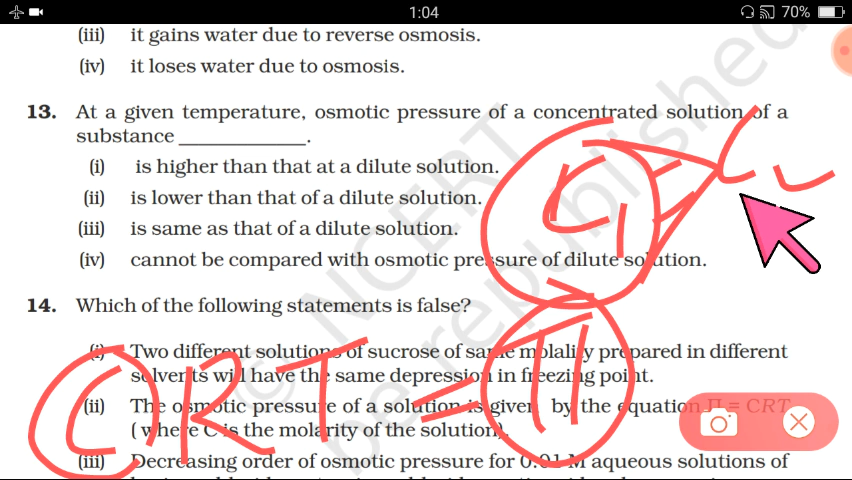 1:04
70%
(iii) it gains water due to reverse osmosis.
(iv) it loses water due to osmosis.
13. At a given temperature, osmotic pressure of a concentrated solution of a
substance ____________.
(i) is higher than that at a dilute solution.
(ii) is lower than that of a dilute solution.
(iii) is same as that of a dilute solution.
(iv) cannot be compared with osmotic pressure of dilute solution.
14. Which of the following statements is false?
(i) Two different solutions of sucrose of same molality prepared in different
solvents will have the same depression in freezing point.
(ii) The osmotic pressure of a solution is given by the equation Π = CRT
( where C is the molarity of the solution).
(iii) Decreasing order of osmotic pressure for 0.01 M aqueous solutions of
© NCERT
be republished
CRT = π
C1